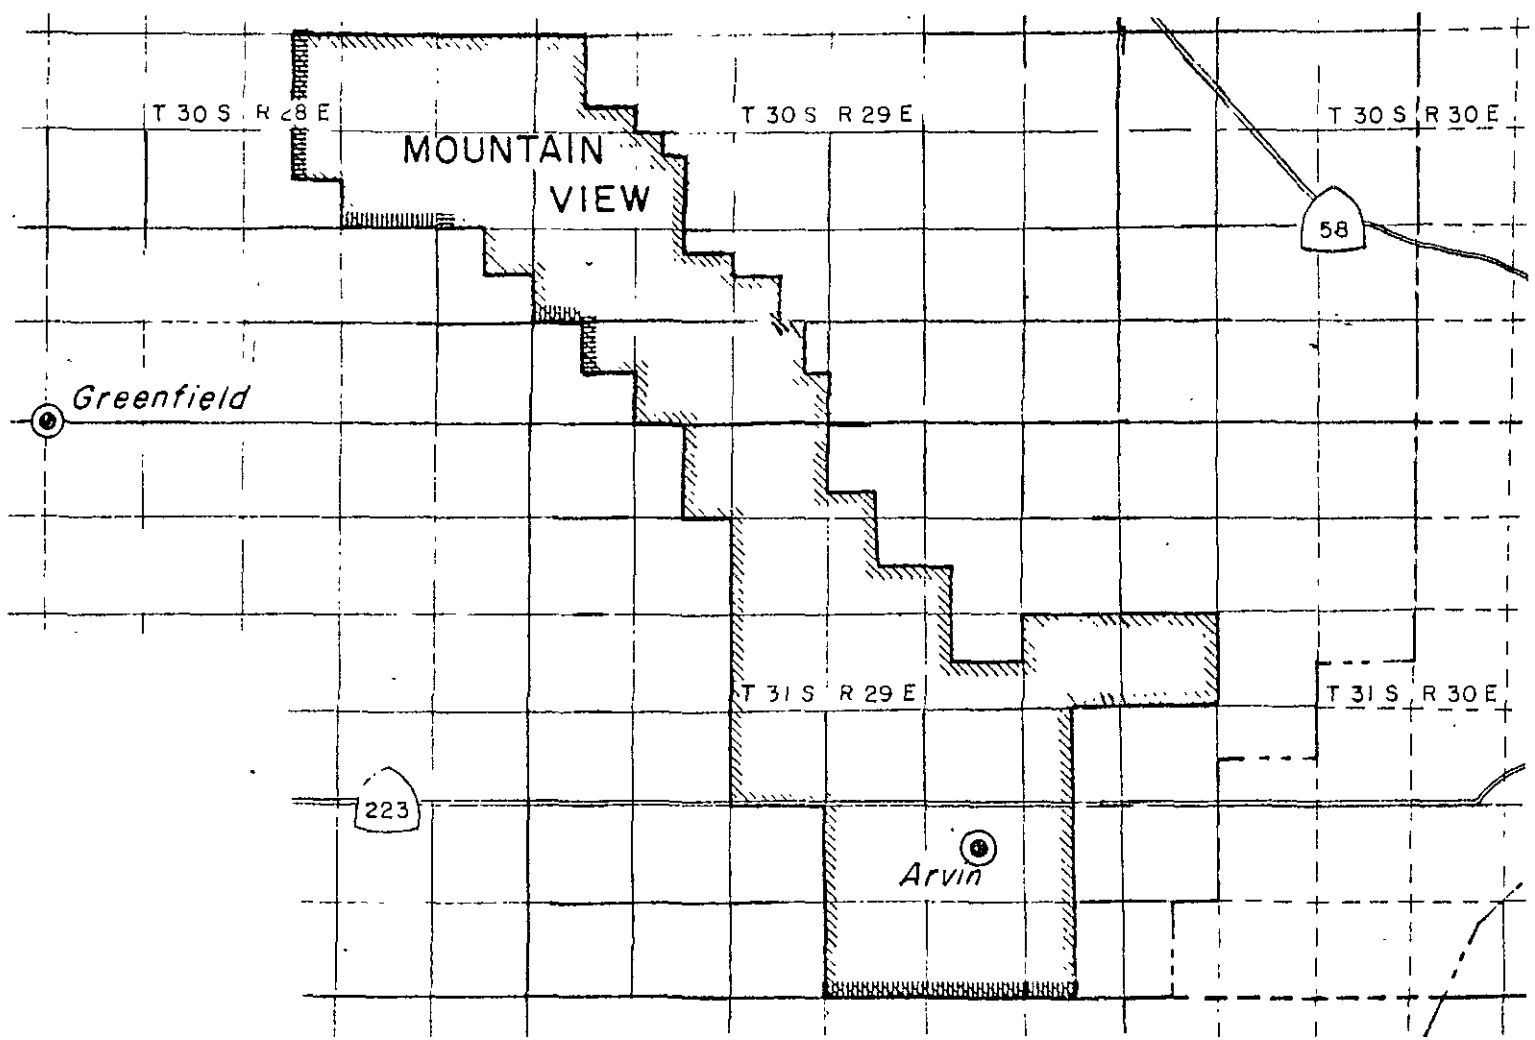 T 30 S R 28 E
T 30 S R 29 E
T 30 S R 30 E
MOUNTAIN
VIEW
58
Greenfield
T 31 S R 29 E
T 31 S R 30 E
223
Arvin